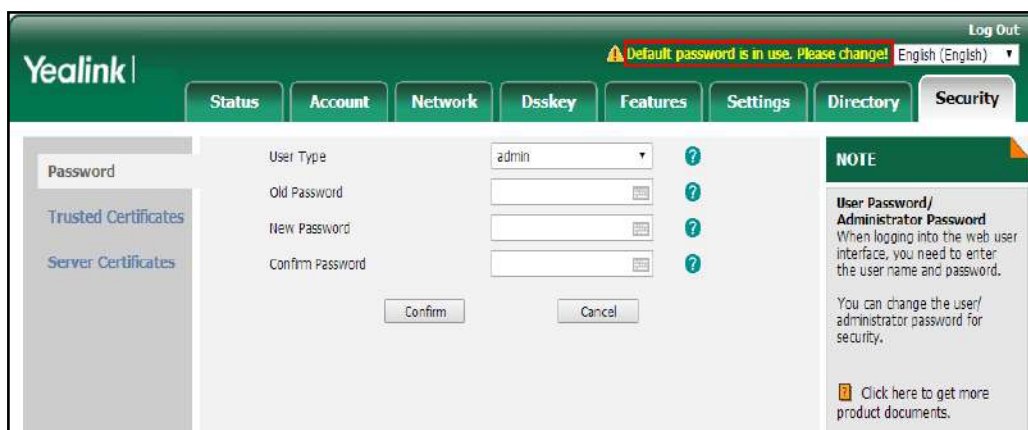 Log Out
Default password is in use. Please change! English (English)
Yealink
Status Account Network Dsskey Features Settings Directory Security
Password
Trusted Certificates
Server Certificates
User Type admin
Old Password
New Password
Confirm Password
Confirm Cancel
NOTE
User Password/
Administrator Password
When logging into the web user
interface, you need to enter
the user name and password.
You can change the user/
administrator password for
security.
Click here to get more
product documents.